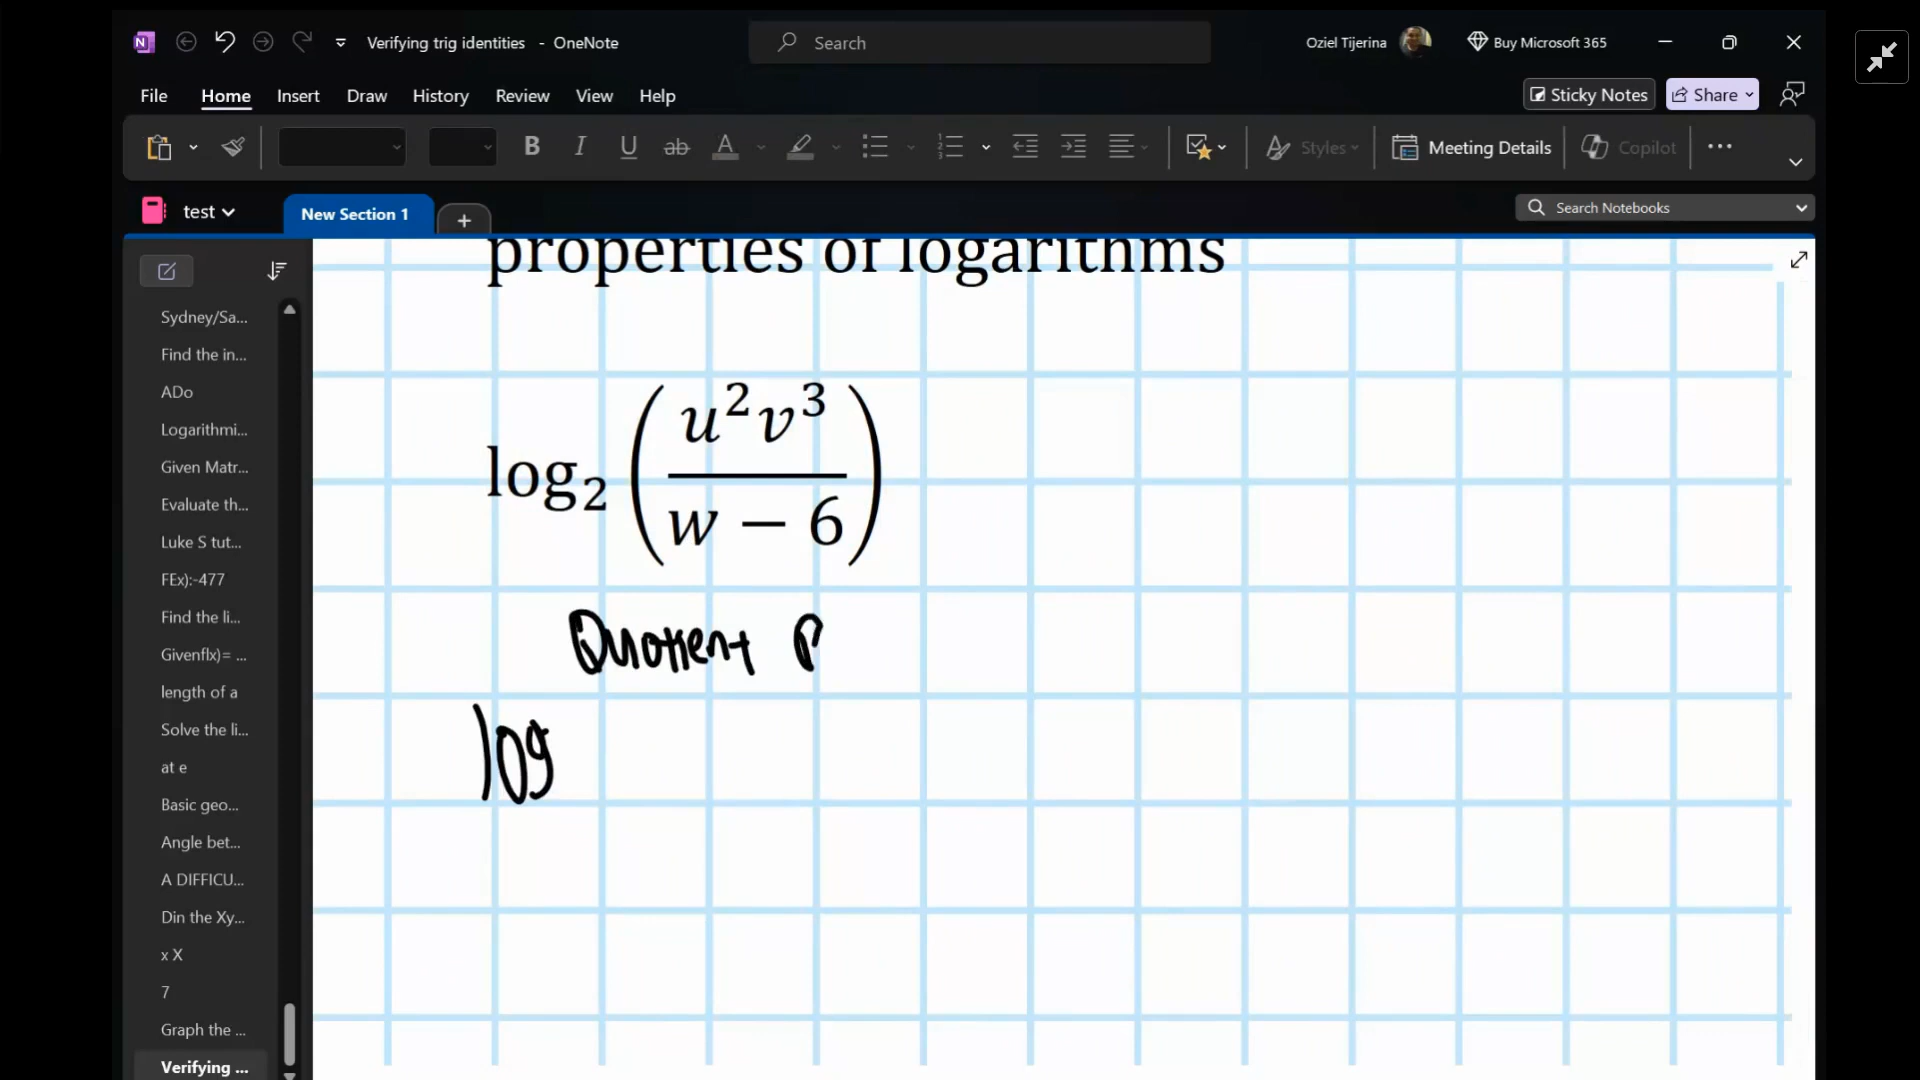 Verifying trig identities - OneNote
Search
Oziel Tijerina
Buy Microsoft 365
File Home Insert Draw History Review View Help
Sticky Notes
Share
B I U ab A
Styles
Meeting Details
Copilot
test
New Section 1
+
Search Notebooks
Sydney/Sa...
Find the in...
ADo
Logarithmi...
Given Matr...
Evaluate th...
Luke S tut...
FEx):-477
Find the li...
Givenflx)= ...
length of a
Solve the li...
at e
Basic geo...
Angle bet...
A DIFFICU...
Din the Xy...
x X
7
Graph the ...
Verifying ...
properties of logarithms
log₂ (u²v³ / w − 6)
Quotient P
log